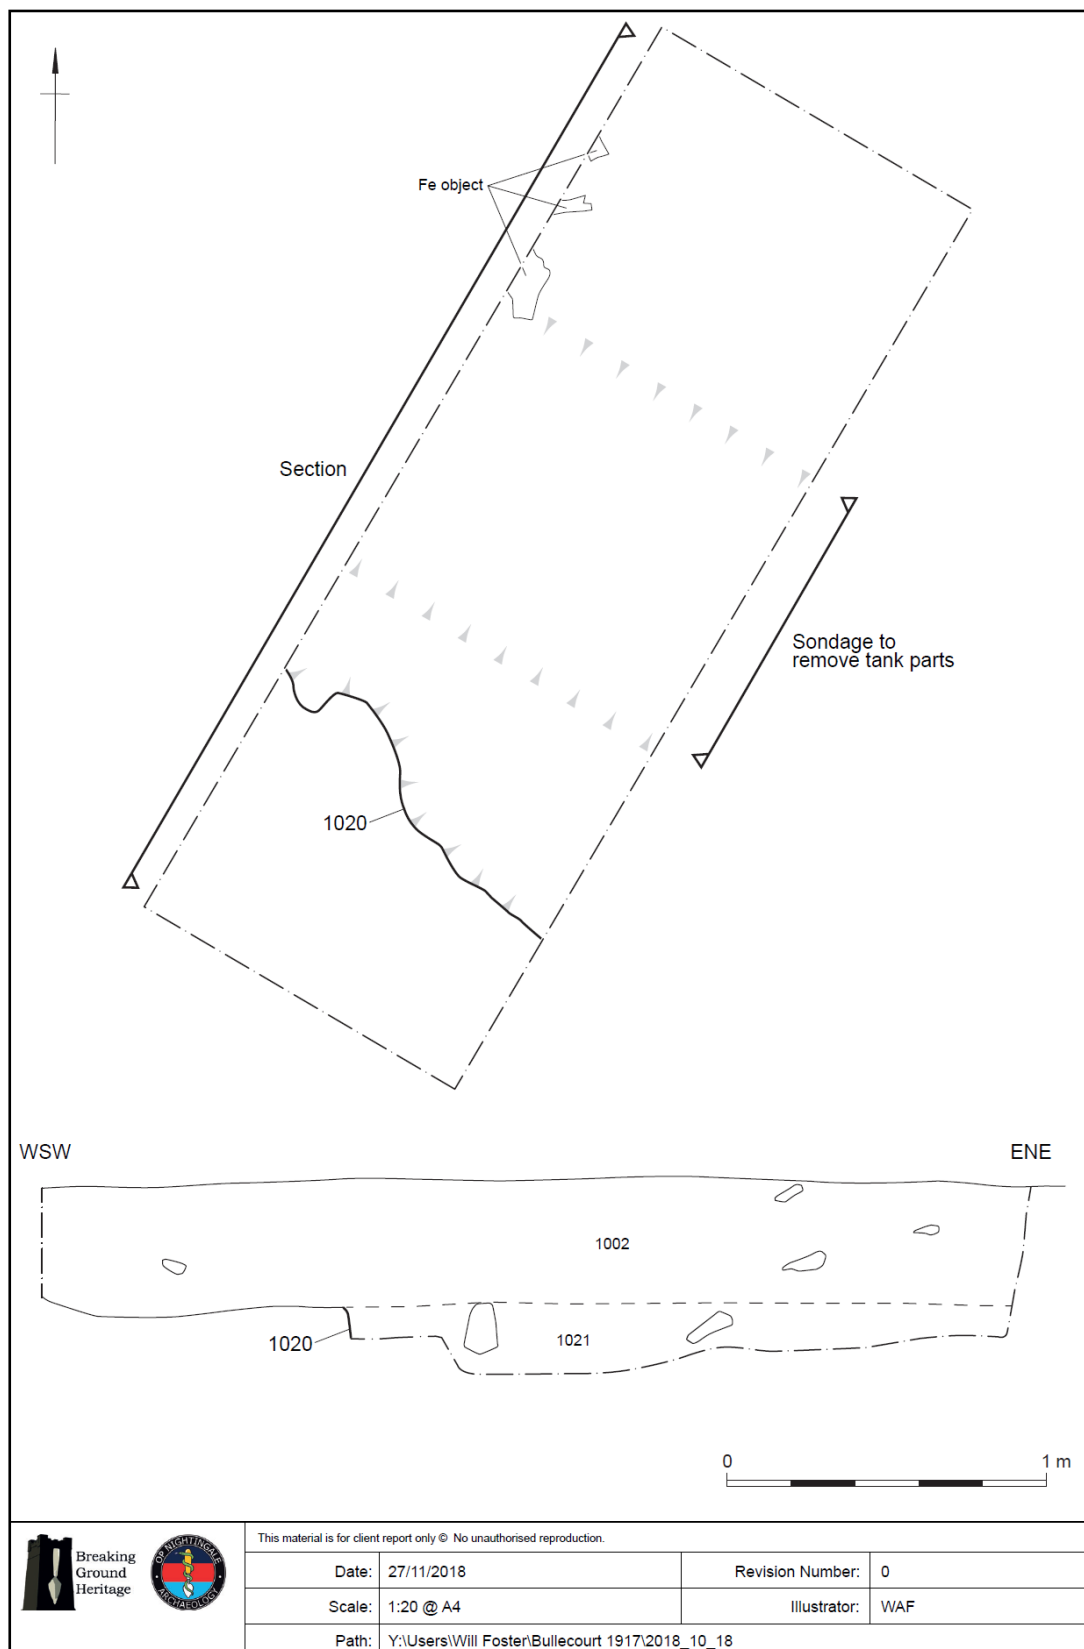 Fe object
Section
Sondage to
remove tank parts
1020
WSW
ENE
1002
1020
1021
0
1 m
Breaking
Ground
Heritage
OP NIGHTINGALE
ARCHAEOLOGY
This material is for client report only © No unauthorised reproduction.
Date: 27/11/2018 Revision Number: 0
Scale: 1:20 @ A4 Illustrator: WAF
Path: Y:\Users\Will Foster\Bullecourt 1917\2018_10_18